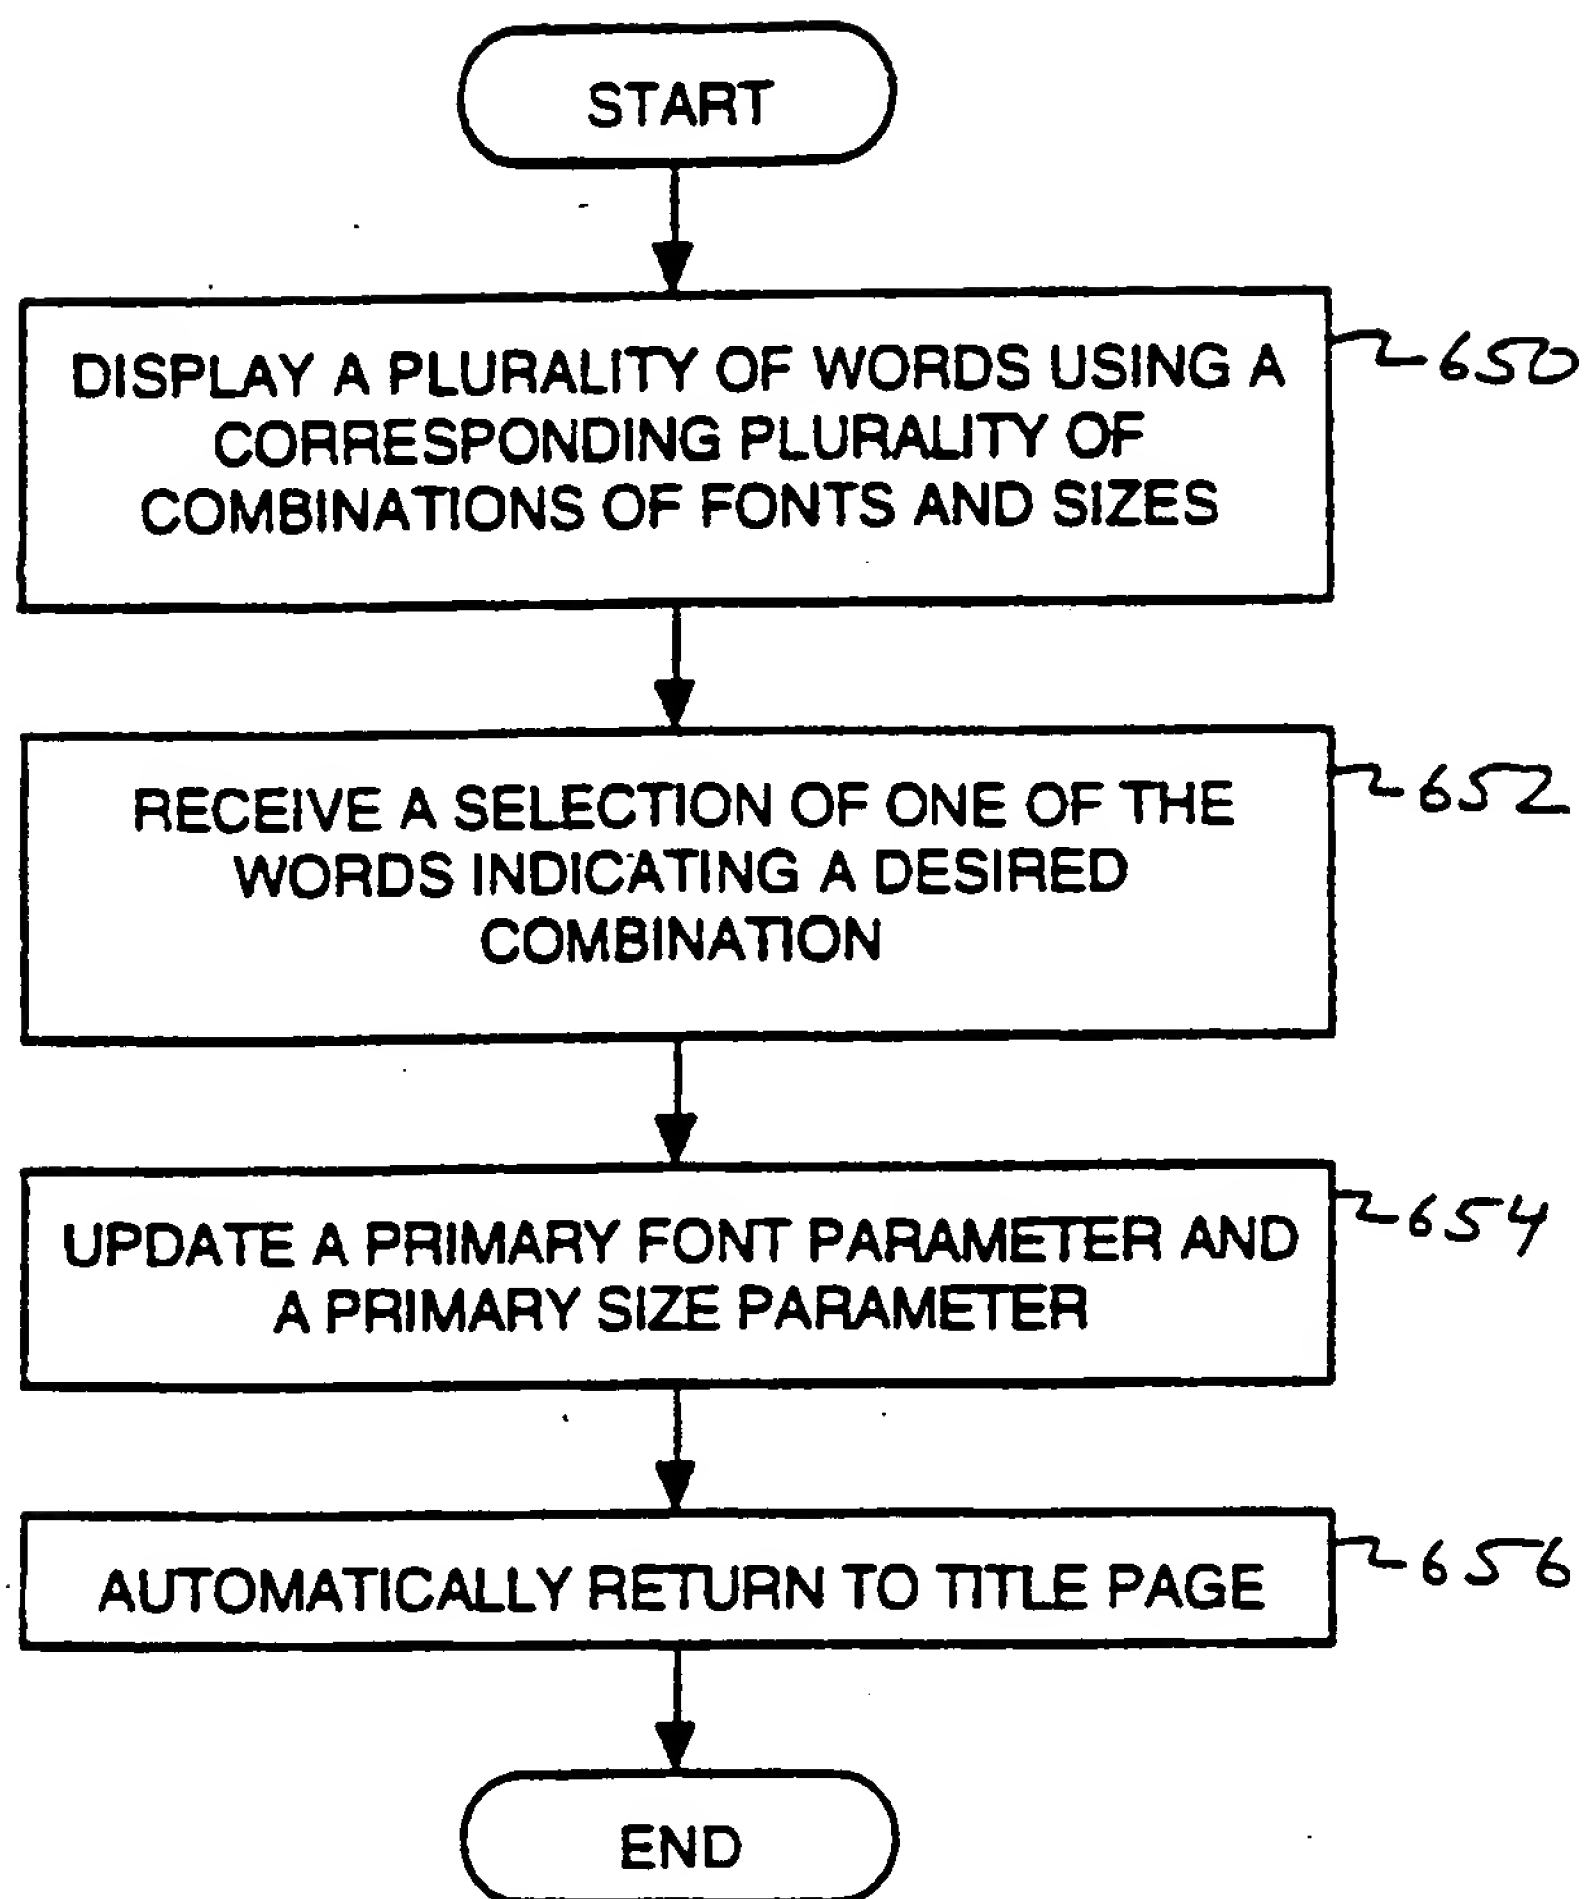 START
DISPLAY A PLURALITY OF WORDS USING A
CORRESPONDING PLURALITY OF
COMBINATIONS OF FONTS AND SIZES
650
RECEIVE A SELECTION OF ONE OF THE
WORDS INDICATING A DESIRED
COMBINATION
652
UPDATE A PRIMARY FONT PARAMETER AND
A PRIMARY SIZE PARAMETER
654
AUTOMATICALLY RETURN TO TITLE PAGE
656
END